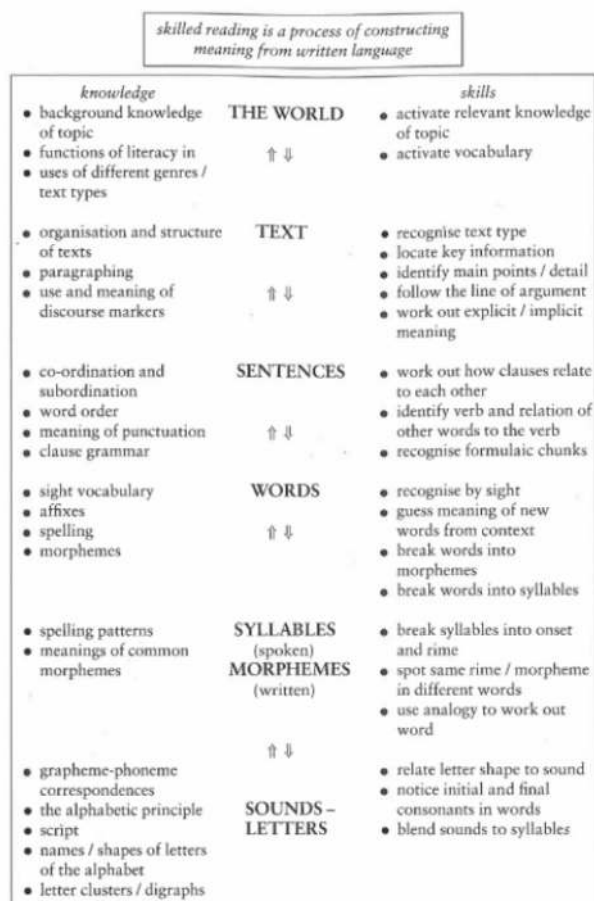 skilled reading is a process of constructing
meaning from written language
knowledge
• background knowledge
of topic
• functions of literacy in
• uses of different genres /
text types
THE WORLD
⇑ ⇓
skills
• activate relevant knowledge
of topic
• activate vocabulary
• organisation and structure
of texts
• paragraphing
• use and meaning of
discourse markers
TEXT
⇑ ⇓
• recognise text type
• locate key information
• identify main points / detail
• follow the line of argument
• work out explicit / implicit
meaning
• co-ordination and
subordination
• word order
• meaning of punctuation
• clause grammar
SENTENCES
⇑ ⇓
• work out how clauses relate
to each other
• identify verb and relation of
other words to the verb
• recognise formulaic chunks
• sight vocabulary
• affixes
• spelling
• morphemes
WORDS
⇑ ⇓
• recognise by sight
• guess meaning of new
words from context
• break words into
morphemes
• break words into syllables
• spelling patterns
• meanings of common
morphemes
SYLLABLES
(spoken)
MORPHEMES
(written)
⇑ ⇓
• break syllables into onset
and rime
• spot same rime / morpheme
in different words
• use analogy to work out
word
• grapheme-phoneme
correspondences
• the alphabetic principle
• script
• names / shapes of letters
of the alphabet
• letter clusters / digraphs
SOUNDS –
LETTERS
• relate letter shape to sound
• notice initial and final
consonants in words
• blend sounds to syllables